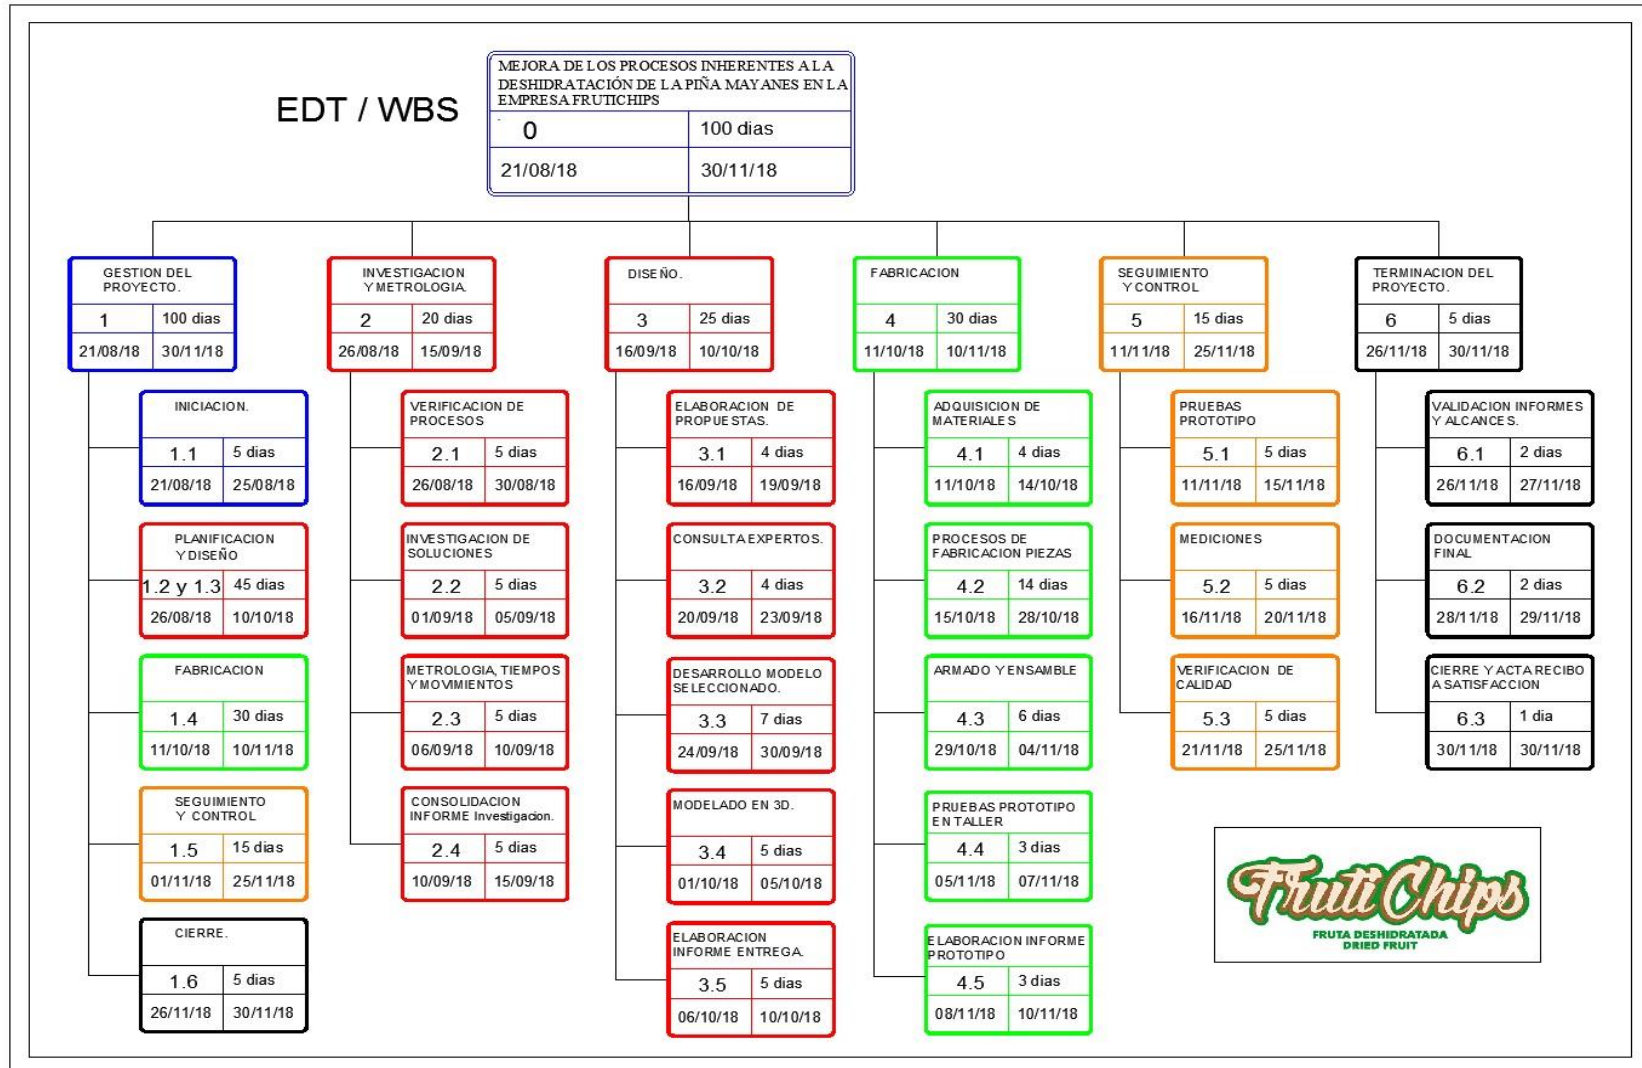 EDT / WBS
MEJORA DE LOS PROCESOS INHERENTES A LA
DESHIDRATACIÓN DE LA PIÑA MAYANES EN LA
EMPRESA FRUTICHIPS
0 100 dias
21/08/18 30/11/18
GESTION DEL
PROYECTO.
1 100 dias
21/08/18 30/11/18
INICIACION.
1.1 5 dias
21/08/18 25/08/18
PLANIFICACION
Y DISEÑO
1.2 y 1.3 45 dias
26/08/18 10/10/18
FABRICACION
1.4 30 dias
11/10/18 10/11/18
SEGUIMIENTO
Y CONTROL
1.5 15 dias
01/11/18 25/11/18
CIERRE.
1.6 5 dias
26/11/18 30/11/18
INVESTIGACION
Y METROLOGIA.
2 20 dias
26/08/18 15/09/18
VERIFICACION DE
PROCESOS
2.1 5 dias
26/08/18 30/08/18
INVESTIGACION DE
SOLUCIONES
2.2 5 dias
01/09/18 05/09/18
METROLOGIA, TIEMPOS
Y MOVIMIENTOS
2.3 5 dias
06/09/18 10/09/18
CONSOLIDACION
INFORME Investigacion.
2.4 5 dias
10/09/18 15/09/18
DISEÑO.
3 25 dias
16/09/18 10/10/18
ELABORACION DE
PROPUESTAS.
3.1 4 dias
16/09/18 19/09/18
CONSULTA EXPERTOS.
3.2 4 dias
20/09/18 23/09/18
DESARROLLO MODELO
SELECCIONADO.
3.3 7 dias
24/09/18 30/09/18
MODELADO EN 3D.
3.4 5 dias
01/10/18 05/10/18
ELABORACION
INFORME ENTREGA.
3.5 5 dias
06/10/18 10/10/18
FABRICACION
4 30 dias
11/10/18 10/11/18
ADQUISICION DE
MATERIALES
4.1 4 dias
11/10/18 14/10/18
PROCESOS DE
FABRICACION PIEZAS
4.2 14 dias
15/10/18 28/10/18
ARMADO Y ENSAMBLE
4.3 6 dias
29/10/18 04/11/18
PRUEBAS PROTOTIPO
EN TALLER
4.4 3 dias
05/11/18 07/11/18
ELABORACION INFORME
PROTOTIPO
4.5 3 dias
08/11/18 10/11/18
SEGUIMIENTO
Y CONTROL
5 15 dias
11/11/18 25/11/18
PRUEBAS
PROTOTIPO
5.1 5 dias
11/11/18 15/11/18
MEDICIONES
5.2 5 dias
16/11/18 20/11/18
VERIFICACION DE
CALIDAD
5.3 5 dias
21/11/18 25/11/18
TERMINACION DEL
PROYECTO.
6 5 dias
26/11/18 30/11/18
VALIDACION INFORMES
Y ALCANCES.
6.1 2 dias
26/11/18 27/11/18
DOCUMENTACION
FINAL
6.2 2 dias
28/11/18 29/11/18
CIERRE Y ACTA RECIBO
A SATISFACCION
6.3 1 dia
30/11/18 30/11/18
FrutiChips
FRUTA DESHIDRATADA
DRIED FRUIT